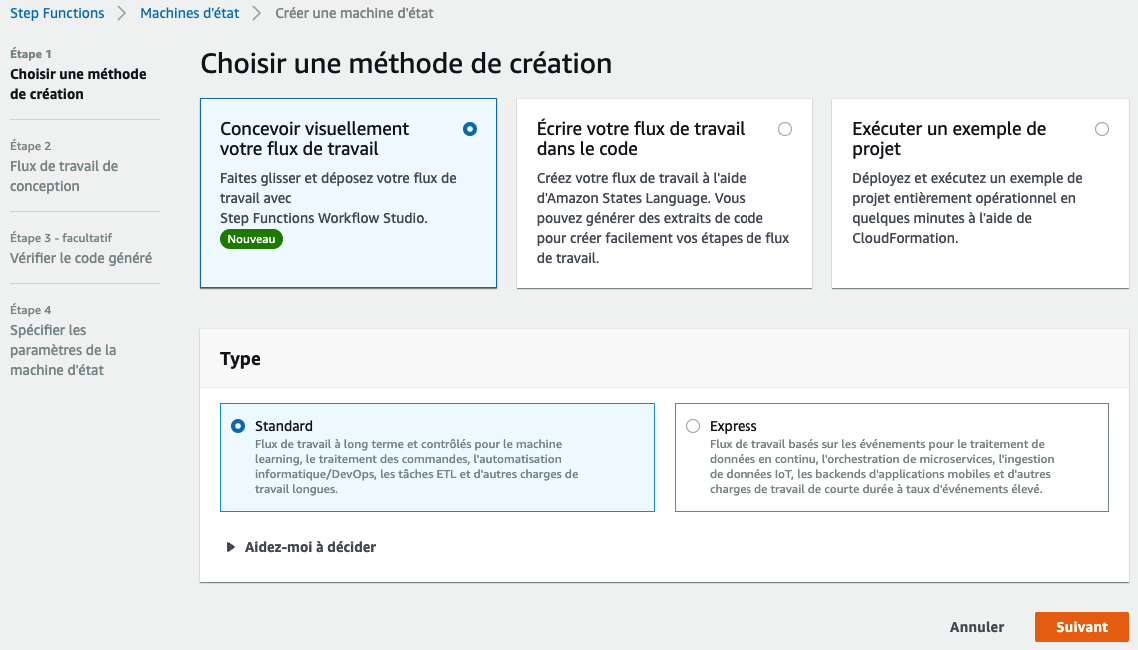 Step Functions > Machines d'état > Créer une machine d'état
Étape 1
Choisir une méthode
de création
Étape 2
Flux de travail de
conception
Étape 3 - facultatif
Vérifier le code généré
Étape 4
Spécifier les
paramètres de la
machine d'état
Choisir une méthode de création
Concevoir visuellement
votre flux de travail
Faites glisser et déposez votre flux de
travail avec
Step Functions Workflow Studio.
Nouveau
Écrire votre flux de travail
dans le code
Créez votre flux de travail à l'aide
d'Amazon States Language. Vous
pouvez générer des extraits de code
pour créer facilement vos étapes de flux
de travail.
Exécuter un exemple de
projet
Déployez et exécutez un exemple de
projet entièrement opérationnel en
quelques minutes à l'aide de
CloudFormation.
Type
Standard
Flux de travail à long terme et contrôlés pour le machine
learning, le traitement des commandes, l'automatisation
informatique/DevOps, les tâches ETL et d'autres charges de
travail longues.
Express
Flux de travail basés sur les événements pour le traitement de
données en continu, l'orchestration de microservices, l'ingestion
de données IoT, les backends d'applications mobiles et d'autres
charges de travail de courte durée à taux d'événements élevé.
Aidez-moi à décider
Annuler
Suivant